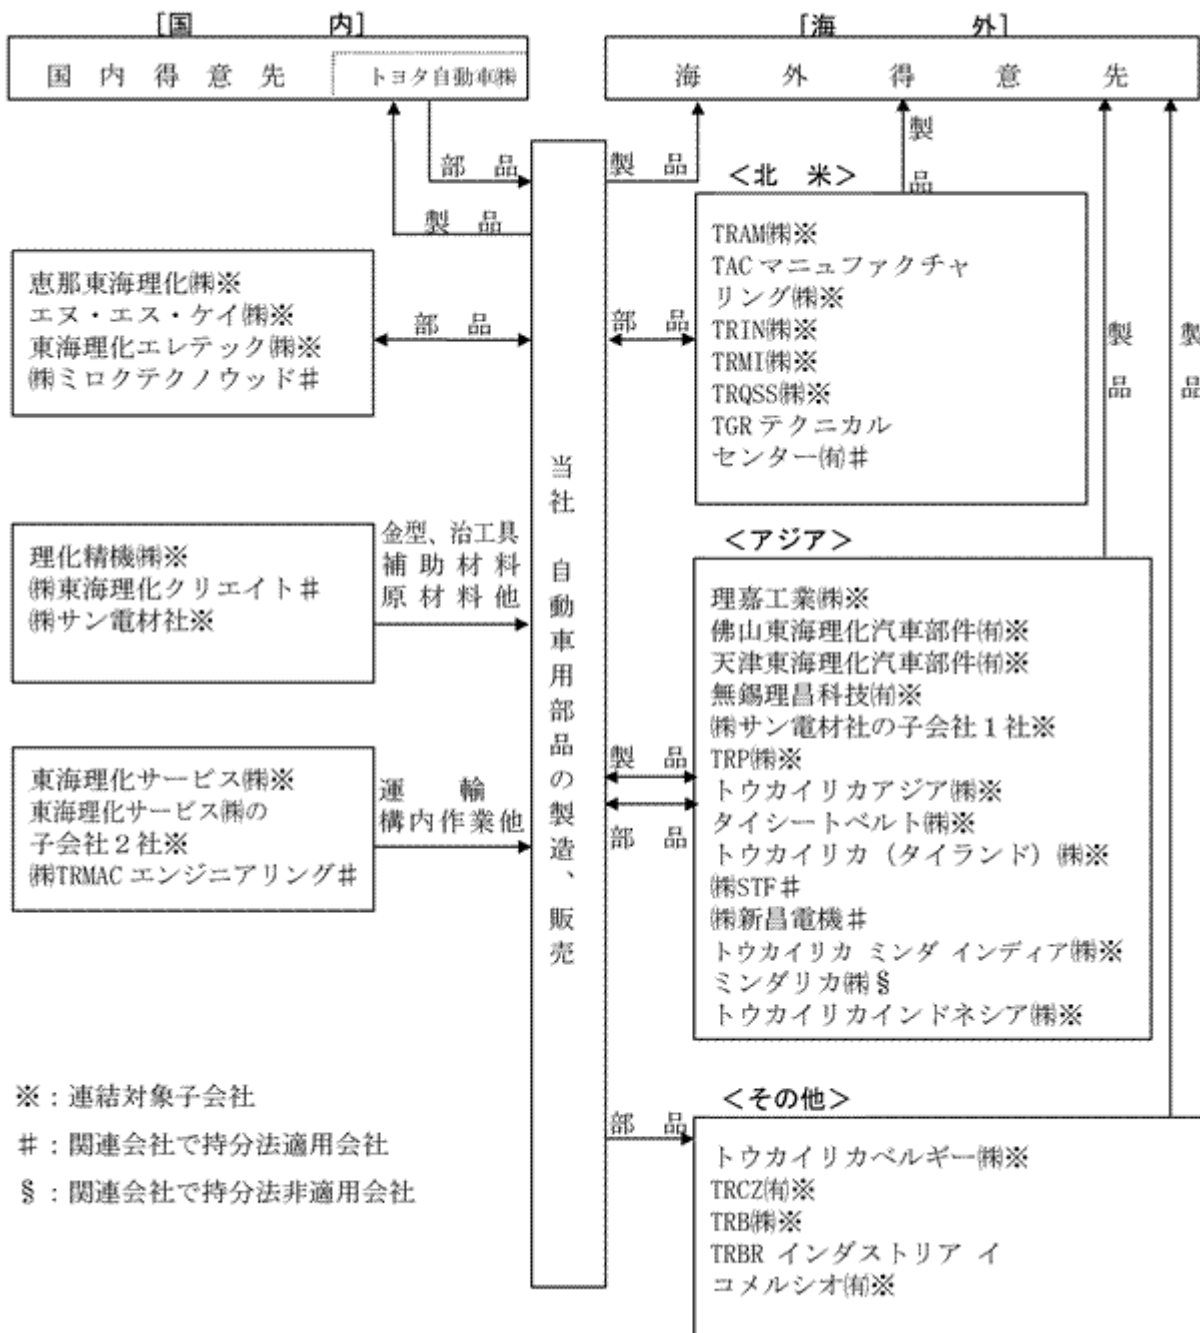 [国　　　内]
国 内 得 意 先
トヨタ自動車㈱
[海　　　外]
海 外 得 意 先
部 品
製 品
恵那東海理化㈱※
エヌ・エス・ケイ㈱※
東海理化エレテック㈱※
㈱ミロクテクノウッド＃
部 品
理化精機㈱※
㈱東海理化クリエイト＃
㈱サン電材社※
金型、治工具
補助材料
原材料他
東海理化サービス㈱※
東海理化サービス㈱の
子会社２社※
㈱TRMACエンジニアリング＃
運 輸
構内作業他
当社 自動車用部品の製造、販売
製 品
製品
＜北 米＞
TRAM㈱※
TACマニュファクチャ
リング㈱※
TRIN㈱※
TRMI㈱※
TRQSS㈱※
TGRテクニカル
センター㈲＃
部 品
製品
製品
＜アジア＞
理嘉工業㈱※
佛山東海理化汽車部件㈲※
天津東海理化汽車部件㈲※
無錫理昌科技㈲※
㈱サン電材社の子会社１社※
TRP㈱※
トウカイリカアジア㈱※
タイシートベルト㈱※
トウカイリカ（タイランド）㈱※
㈱STF＃
㈱新昌電機＃
トウカイリカ ミンダ インディア㈱※
ミンダリカ㈱§
トウカイリカインドネシア㈱※
製 品
部 品
＜その他＞
部 品
トウカイリカベルギー㈱※
TRCZ㈲※
TRB㈱※
TRBR インダストリア イ
コメルシオ㈲※
※：連結対象子会社
＃：関連会社で持分法適用会社
§：関連会社で持分法非適用会社